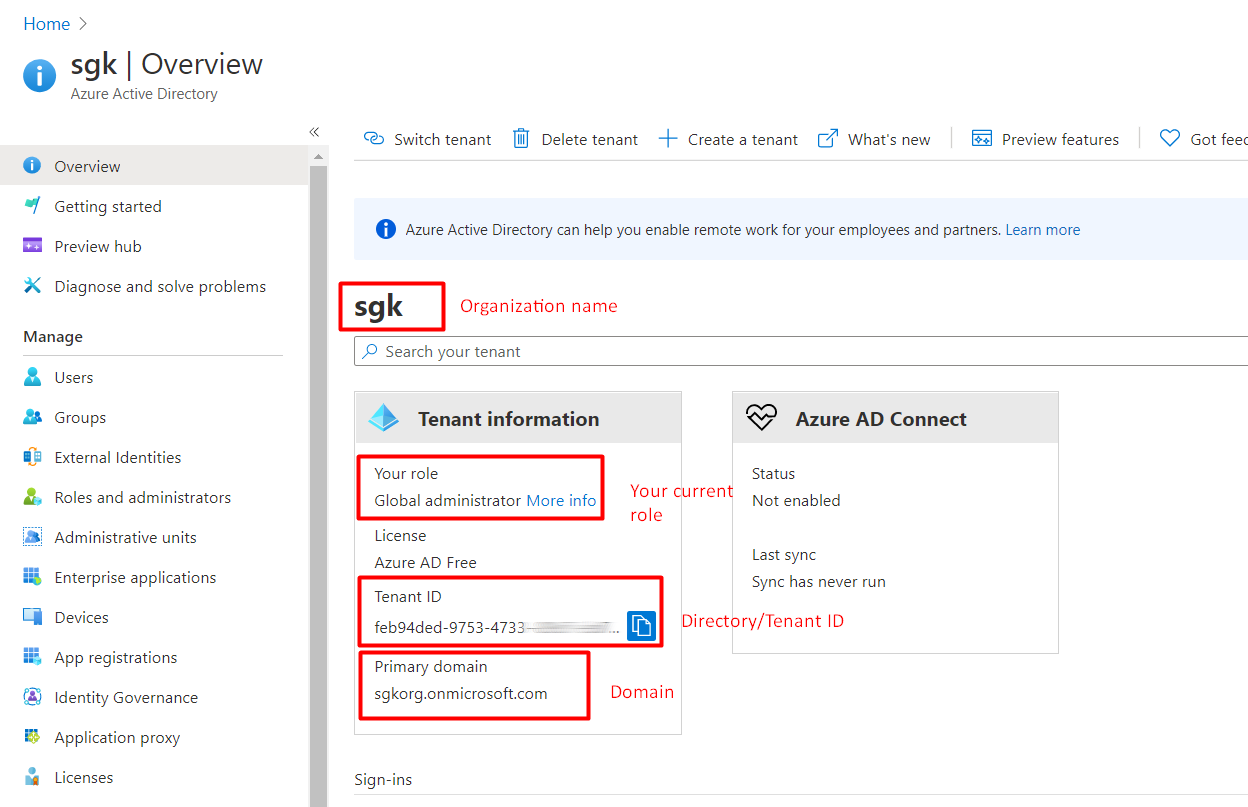 Home
sgk | Overview
Azure Active Directory
«
Switch tenant
Delete tenant
Create a tenant
What's new
Preview features
Got feed
Overview
Getting started
Preview hub
Diagnose and solve problems
Manage
Users
Groups
External Identities
Roles and administrators
Administrative units
Enterprise applications
Devices
App registrations
Identity Governance
Application proxy
Licenses
Azure Active Directory can help you enable remote work for your employees and partners. Learn more
sgk
Organization name
Search your tenant
Tenant information
Your role
Global administrator More info
Your current
role
License
Azure AD Free
Tenant ID
feb94ded-9753-4733 ...
Directory/Tenant ID
Primary domain
sgkorg.onmicrosoft.com
Domain
Azure AD Connect
Status
Not enabled
Last sync
Sync has never run
Sign-ins